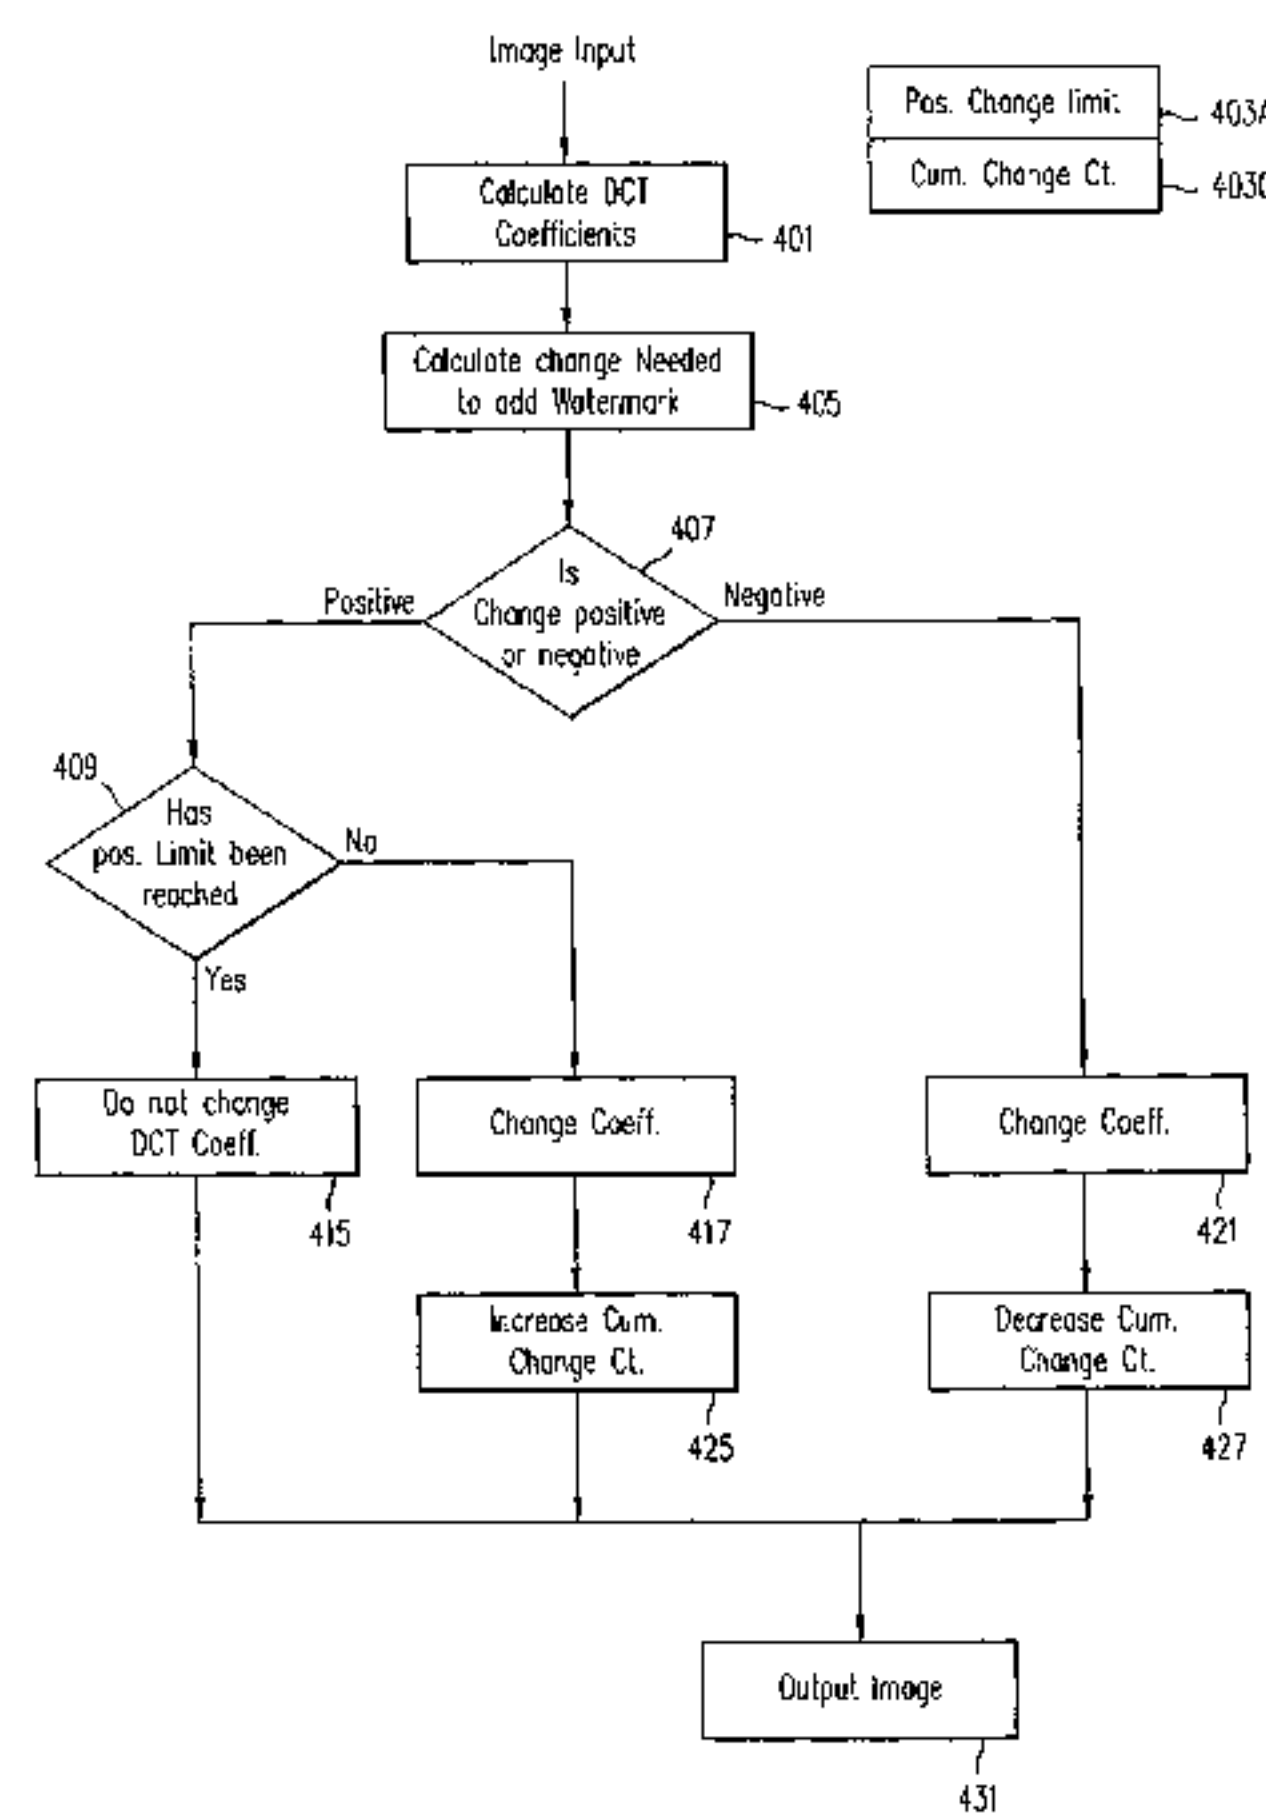 Image Input
Pos. Change limit
403A
Cum. Change Ct.
Calculate DCT
Coefficients
401
Calculate change Needed
to add Watermark
405
407
Is
Change positive
or negative
Positive
Negative
409
Has
pos. Limit been
reached
No
Yes
Do not change
DCT Coeff.
415
Change Coeff.
417
Change Coeff.
421
Increase Cum.
Change Ct.
425
Decrease Cum.
Change Ct.
427
Output image
431